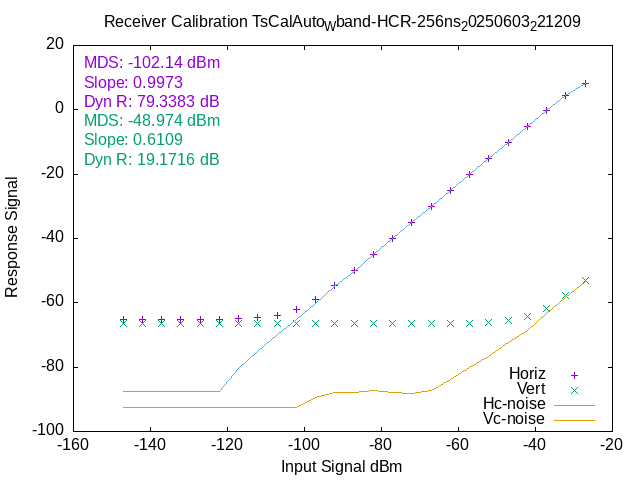 Receiver Calibration TsCalAutoWband-HCR-256ns20250603221209
MDS: -102.14 dBm
Slope: 0.9973
Dyn R: 79.3383 dB
MDS: -48.974 dBm
Slope: 0.6109
Dyn R: 19.1716 dB
20
0
-20
-40
-60
-80
-100
Response Signal
Horiz
Vert
Hc-noise
Vc-noise
-160 -140 -120 -100 -80 -60 -40 -20
Input Signal dBm